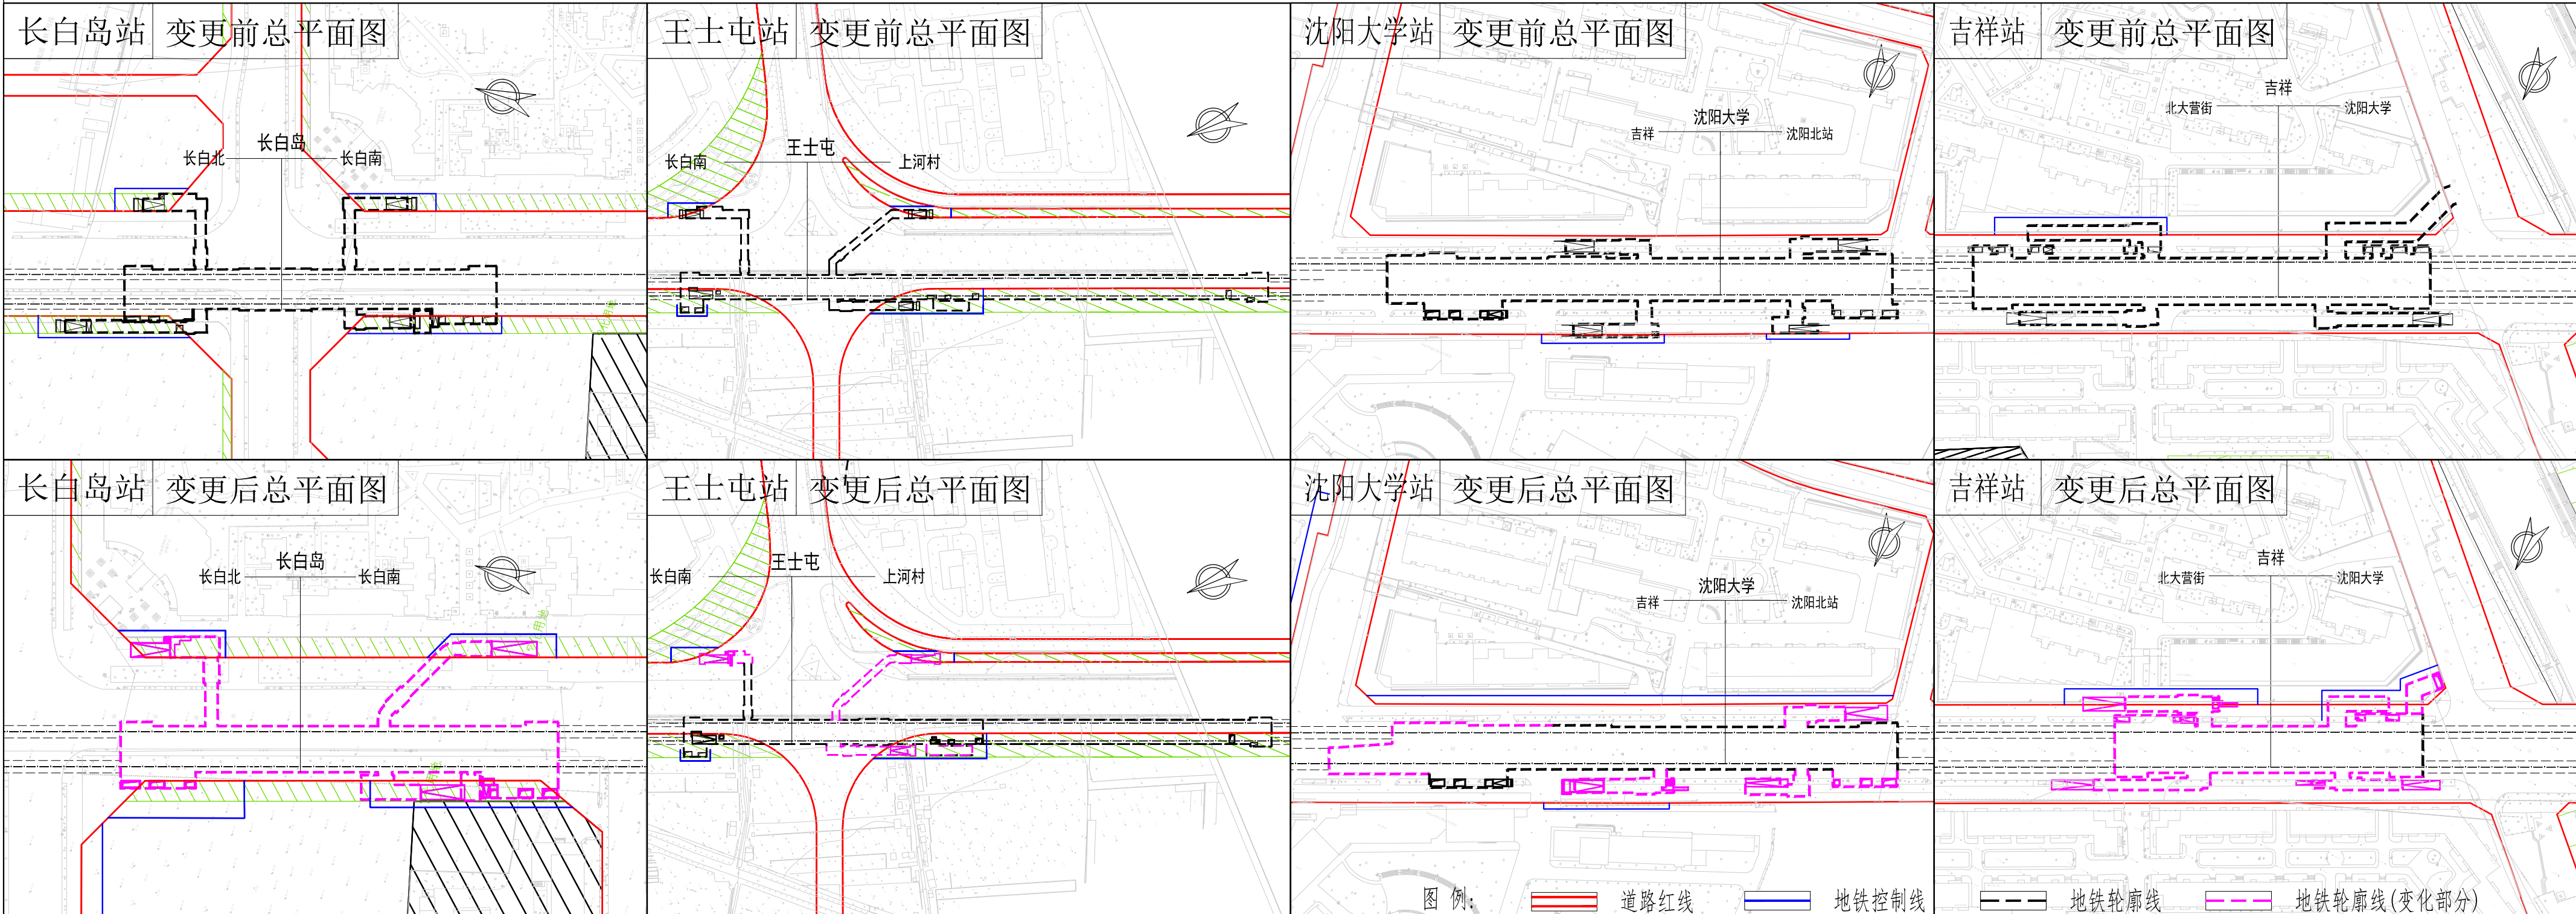 长白岛站 变更前总平面图
长白岛
长白北 长白南
王士屯站 变更前总平面图
王士屯
长白南 上河村
沈阳大学站 变更前总平面图
沈阳大学
吉祥 沈阳北站
吉祥站 变更前总平面图
吉祥
北大营街 沈阳大学
长白岛站 变更后总平面图
长白岛
长白北 长白南
用地
用地
王士屯站 变更后总平面图
王士屯
长白南 上河村
沈阳大学站 变更后总平面图
沈阳大学
吉祥 沈阳北站
吉祥站 变更后总平面图
吉祥
北大营街 沈阳大学
图 例: 道路红线 地铁控制线 地铁轮廓线 地铁轮廓线(变化部分)